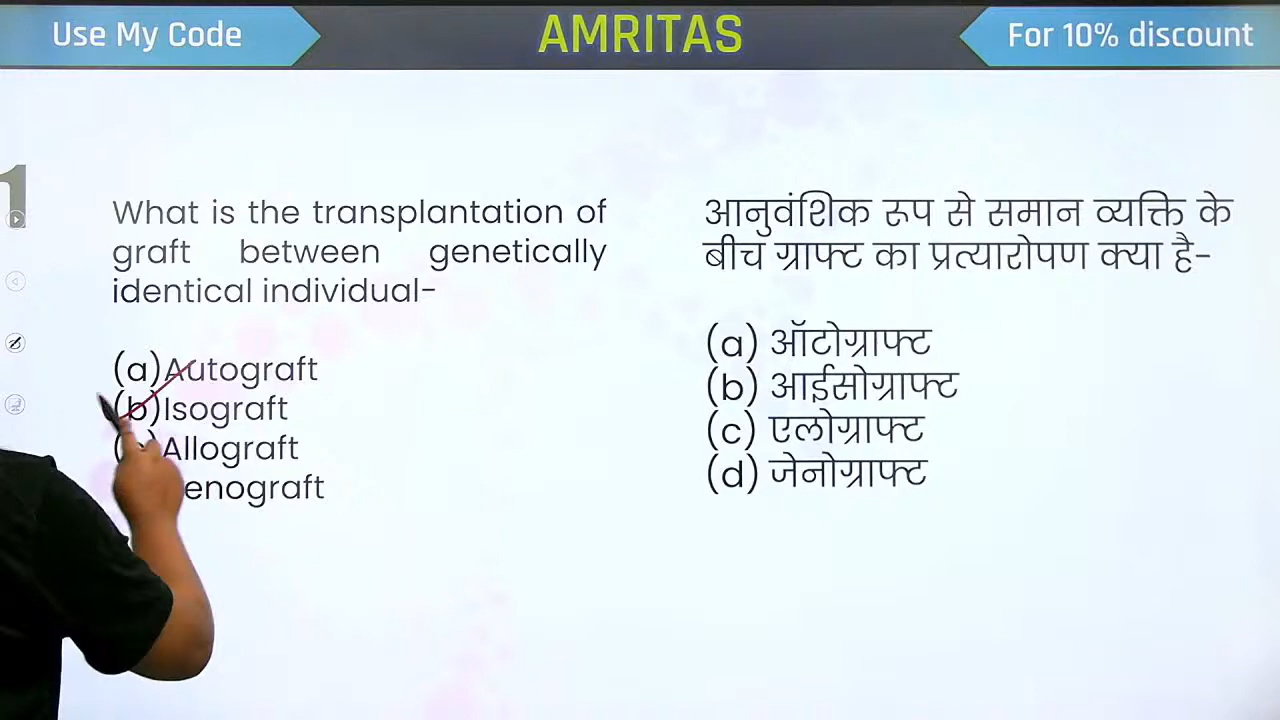 Use My Code
AMRITAS
For 10% discount
1
What is the transplantation of
graft between genetically
identical individual-
(a)Autograft
(b)Isograft
Allograft
enograft
आनुवंशिक रूप से समान व्यक्ति के
बीच ग्राफ्ट का प्रत्यारोपण क्या है-
(a) ऑटोग्राफ्ट
(b) आईसोग्राफ्ट
(c) एलोग्राफ्ट
(d) जेनोग्राफ्ट